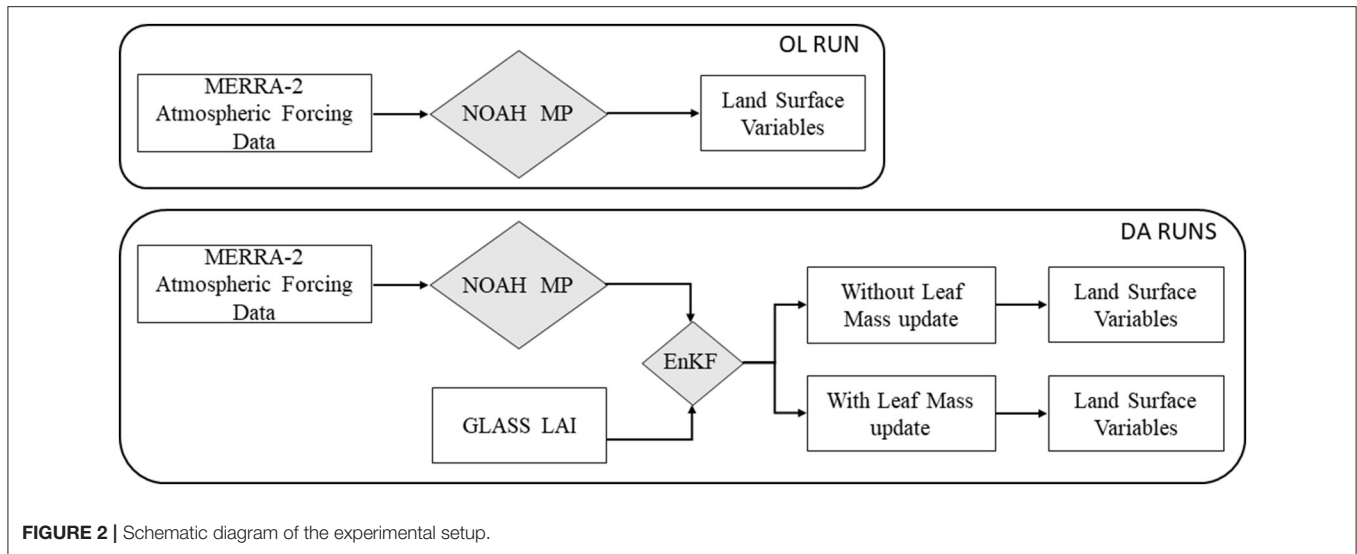 OL RUN
MERRA-2
Atmospheric Forcing
Data
NOAH MP
Land Surface
Variables
DA RUNS
MERRA-2
Atmospheric Forcing
Data
NOAH MP
EnKF
GLASS LAI
Without Leaf
Mass update
Land Surface
Variables
With Leaf Mass
update
Land Surface
Variables
FIGURE 2 | Schematic diagram of the experimental setup.